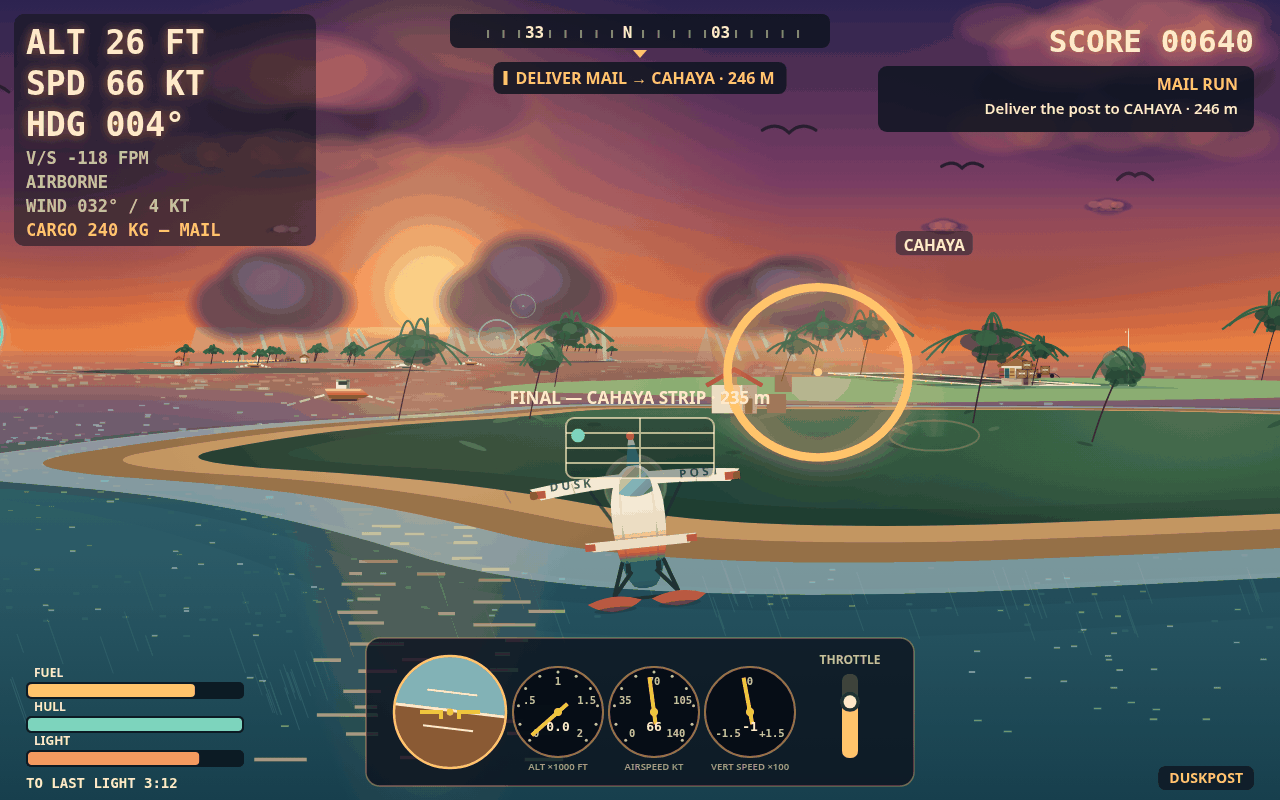 ALT 26 FT
SPD 66 KT
HDG 004°
V/S -118 FPM
AIRBORNE
WIND 032° / 4 KT
CARGO 240 KG — MAIL
33 N 03
DELIVER MAIL → CAHAYA · 246 M
SCORE 00640
MAIL RUN
Deliver the post to CAHAYA · 246 m
CAHAYA
FINAL — CAHAYA STRIP · 235 m
DUSK POST
FUEL
HULL
LIGHT
TO LAST LIGHT 3:12
0 .5 1 1.5 2
0.0
ALT ×1000 FT
0 35 70 105 140
66
AIRSPEED KT
-1.5 0 +1.5
-1
VERT SPEED ×100
THROTTLE
DUSKPOST